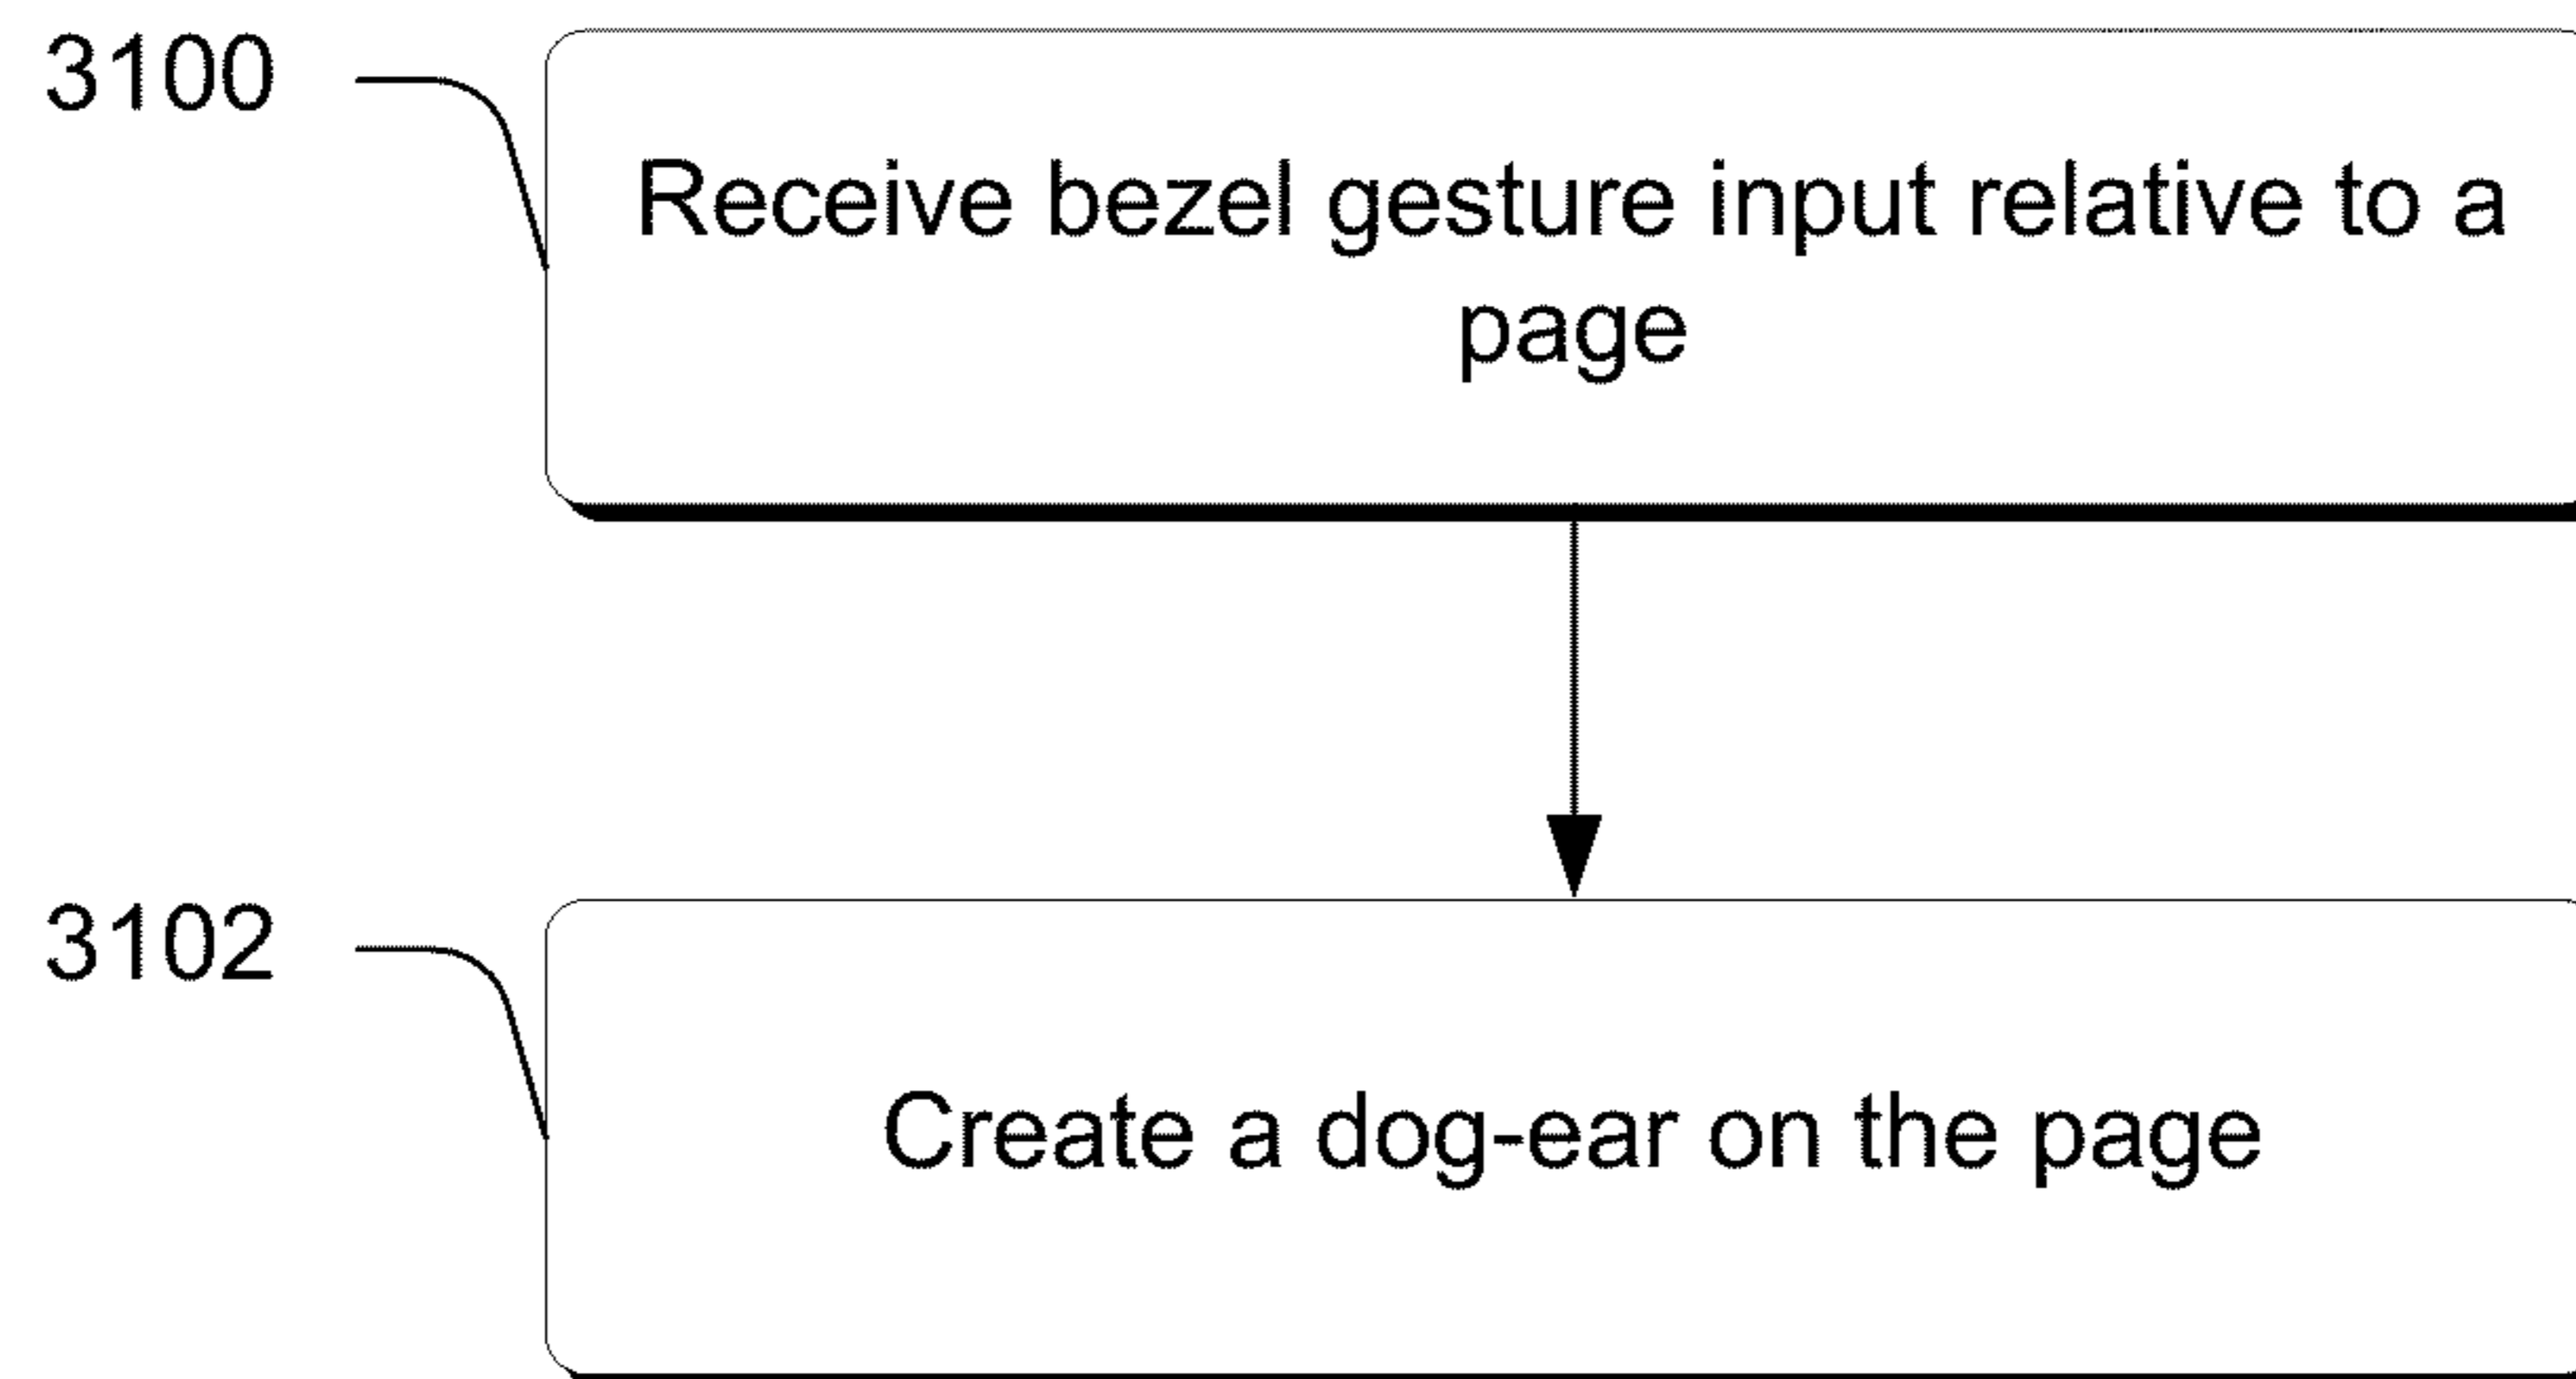 3100
Receive bezel gesture input relative to a
page
3102
Create a dog-ear on the page